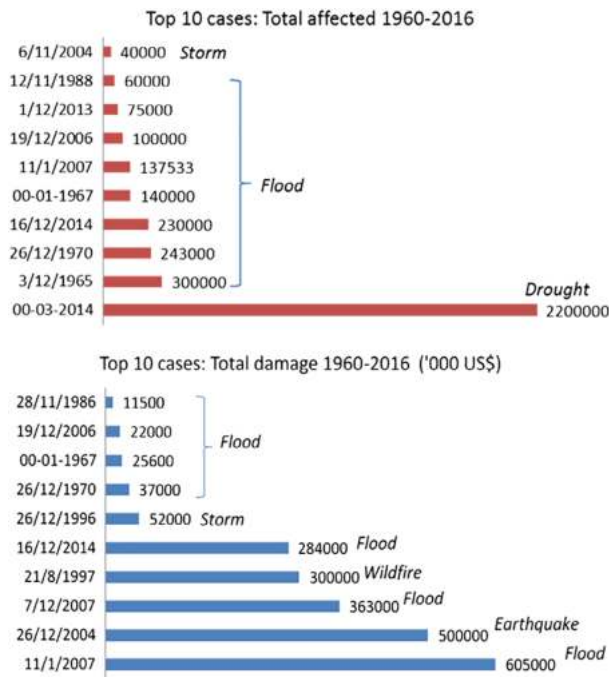 Top 10 cases: Total affected 1960-2016
6/11/2004 40000 Storm
12/11/1988 60000
1/12/2013 75000
19/12/2006 100000
11/1/2007 137533
Flood
00-01-1967 140000
16/12/2014 230000
26/12/1970 243000
3/12/1965 300000
Drought
00-03-2014 2200000
Top 10 cases: Total damage 1960-2016 ('000 US$)
28/11/1986 11500
19/12/2006 22000
Flood
00-01-1967 25600
26/12/1970 37000
26/12/1996 52000 Storm
16/12/2014 284000 Flood
21/8/1997 300000 Wildfire
7/12/2007 363000 Flood
Earthquake
26/12/2004 500000
Flood
11/1/2007 605000